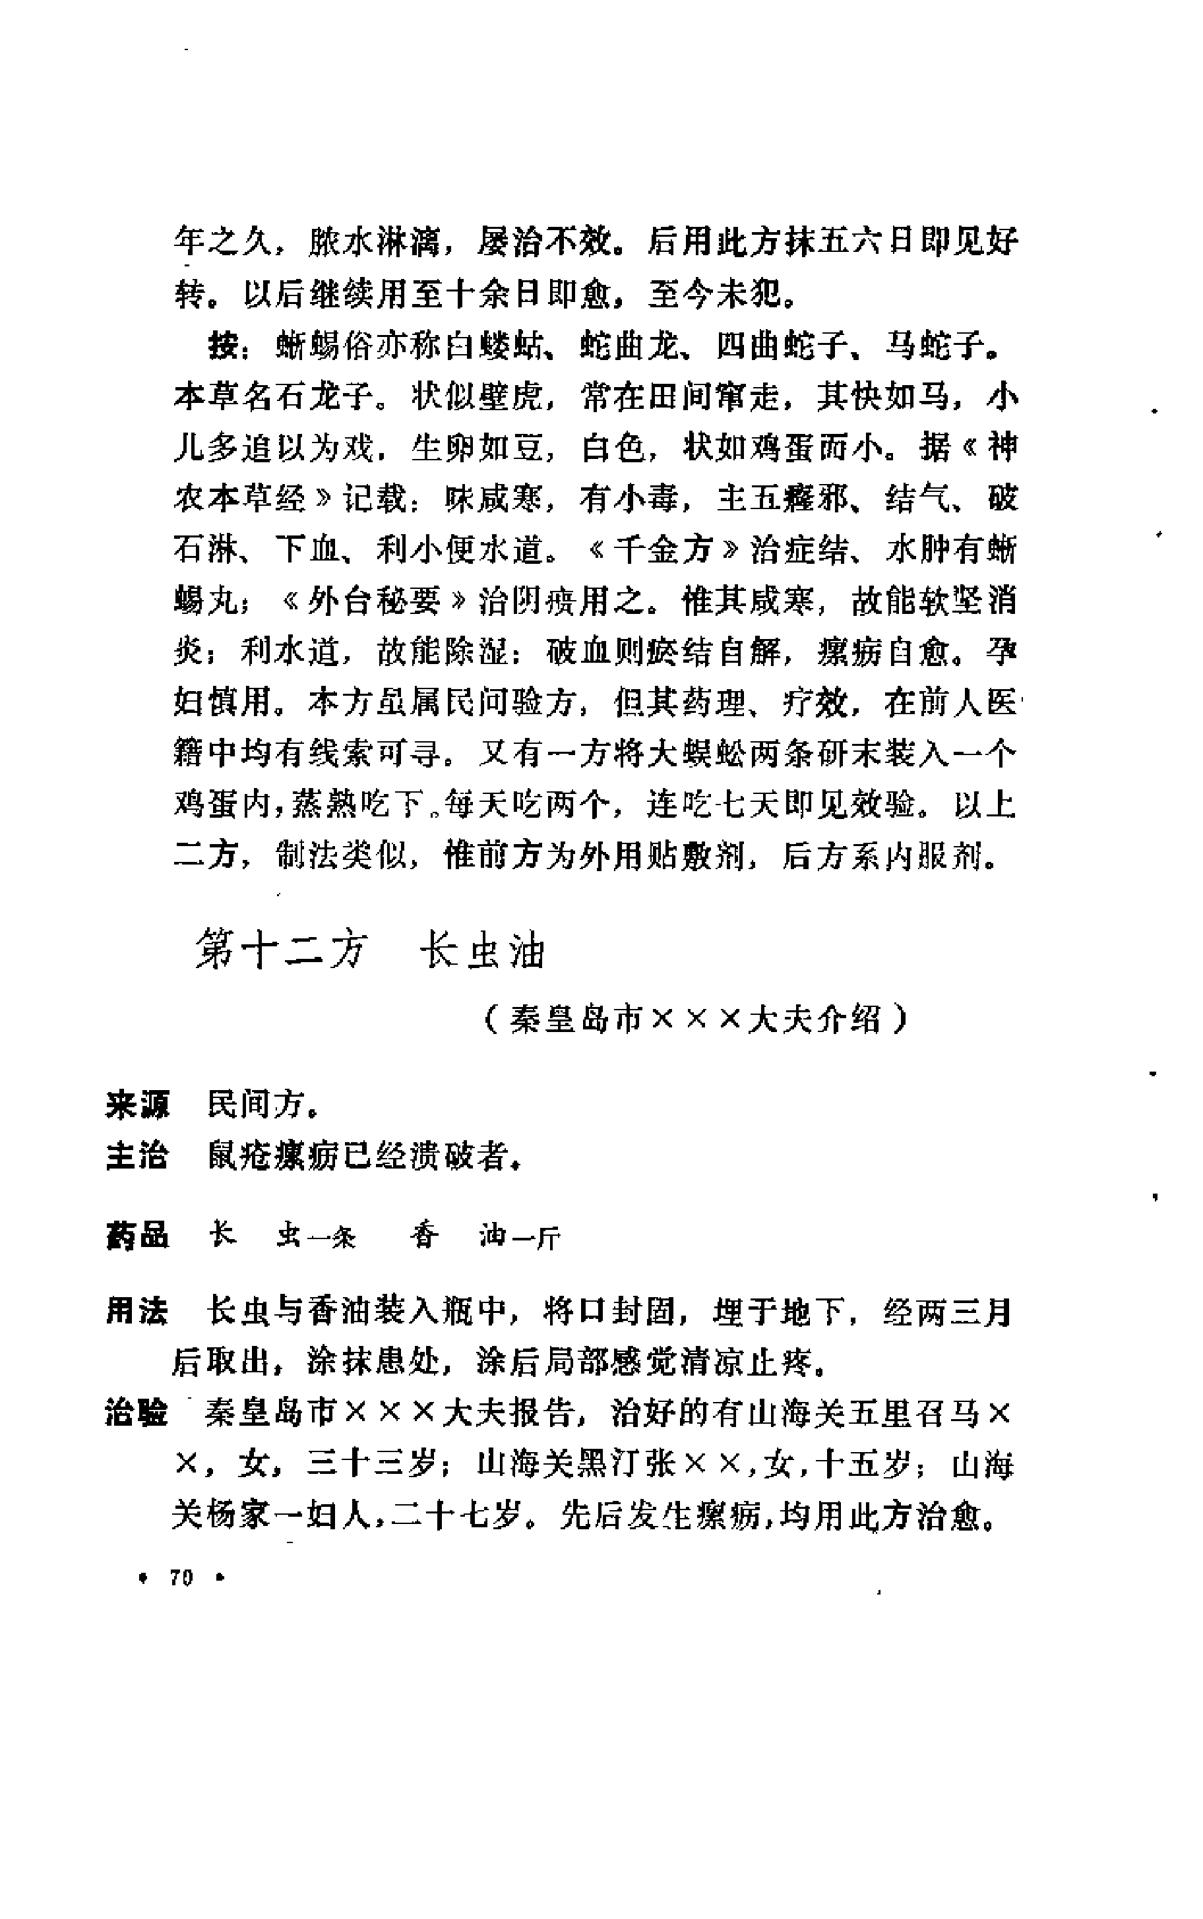 年之久，脓水淋漓，屡治不效。后用此方抹五六日即见好
转。以后继续用至十余日即愈，至今未犯。
按：蜥蜴俗亦称白蝼蛄、蛇曲龙、四曲蛇子、马蛇子。
本草名石龙子。状似壁虎，常在田间窜走，其快如马，小
儿多追以为戏，生卵如豆，白色，状如鸡蛋而小。据《神
农本草经》记载：味咸寒，有小毒，主五癃邪、结气、破
石淋、下血、利小便水道。《千金方》治症结、水肿有蜥
蜴丸；《外台秘要》治阴㿉用之。惟其咸寒，故能软坚消
炎；利水道，故能除湿；破血则瘀结自解，瘰疬自愈。孕
妇慎用。本方虽属民间验方，但其药理、疗效，在前人医
籍中均有线索可寻。又有一方将大蜈蚣两条研末装入一个
鸡蛋内，蒸熟吃下。每天吃两个，连吃七天即见效验。以上
二方，制法类似，惟前方为外用贴敷剂，后方系内服剂。
第十二方 长虫油
（秦皇岛市×××大夫介绍）
来源 民间方。
主治 鼠疮瘰疬已经溃破者。
药品 长 虫一条 香 油一斤
用法 长虫与香油装入瓶中，将口封固，埋于地下，经两三月
后取出，涂抹患处，涂后局部感觉清凉止疼。
治验 秦皇岛市×××大夫报告，治好的有山海关五里召马×
×，女，三十三岁；山海关黑汀张××，女，十五岁；山海
关杨家一妇人，二十七岁。先后发生瘰疬，均用此方治愈。
• 70 •